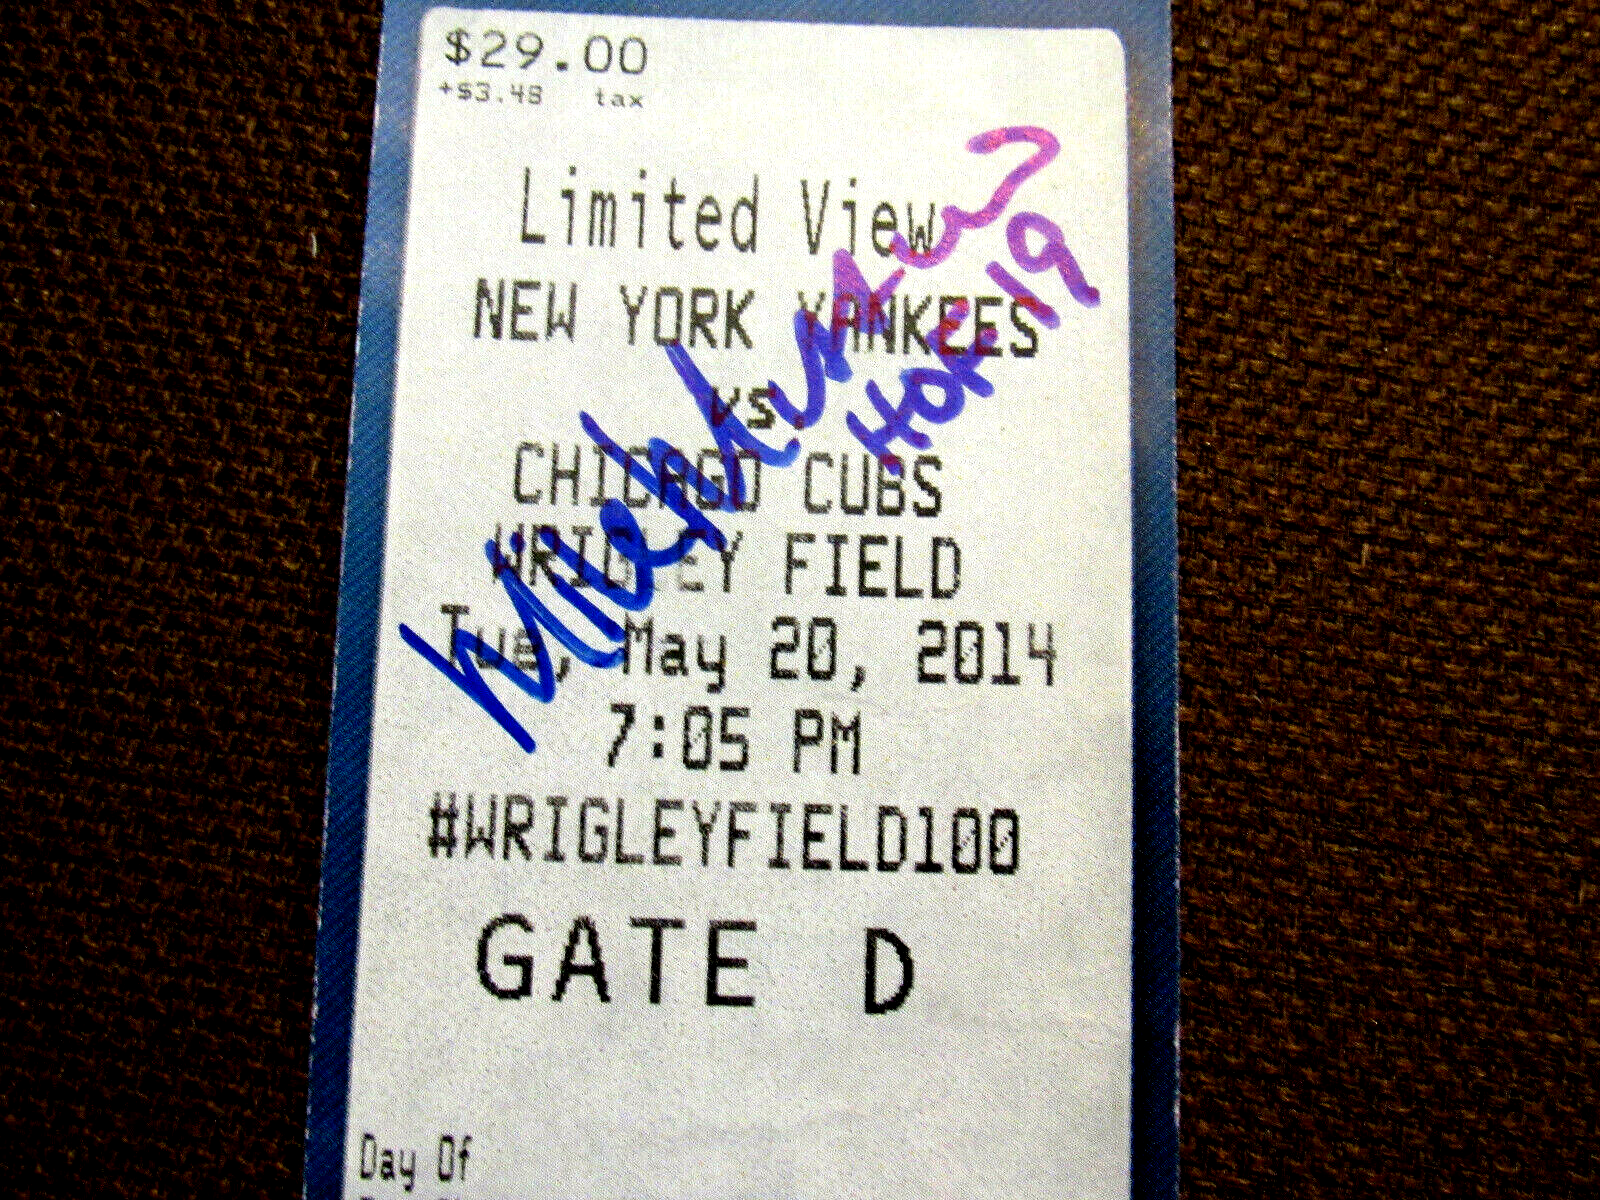 $29.00
+$3.48 tax
Limited View
NEW YORK YANKEES
vs.
CHICAGO CUBS
WRIGLEY FIELD
Tue, May 20, 2014
7:05 PM
#WRIGLEYFIELD100
GATE D
Day Of
HOF 19